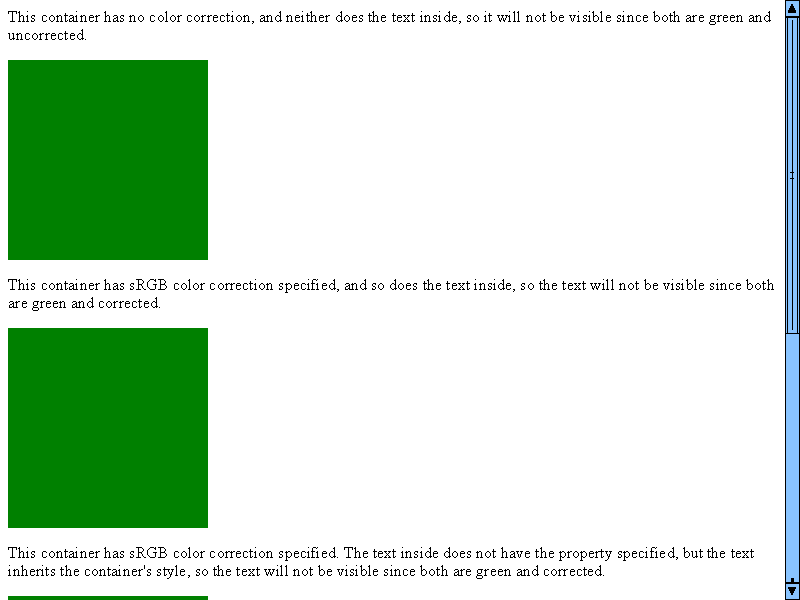 This container has no color correction, and neither does the text inside, so it will not be visible since both are green and
uncorrected.
This container has sRGB color correction specified, and so does the text inside, so the text will not be visible since both
are green and corrected.
This container has sRGB color correction specified. The text inside does not have the property specified, but the text
inherits the container's style, so the text will not be visible since both are green and corrected.